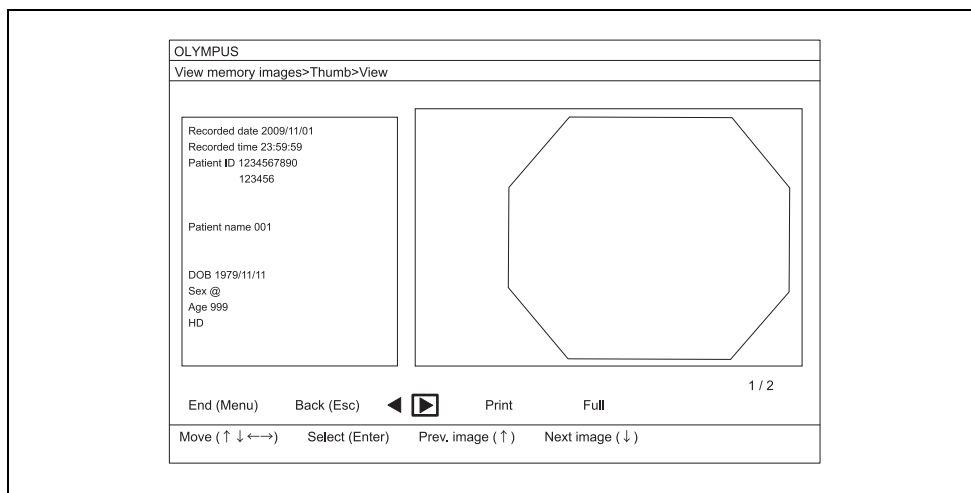 OLYMPUS
View memory images>Thumb>View
Recorded date 2009/11/01
Recorded time 23:59:59
Patient ID 1234567890
123456
Patient name 001
DOB 1979/11/11
Sex @
Age 999
HD
1 / 2
End (Menu) Back (Esc) ◀ ▶ Print Full
Move (↑↓←→) Select (Enter) Prev. image (↑) Next image (↓)